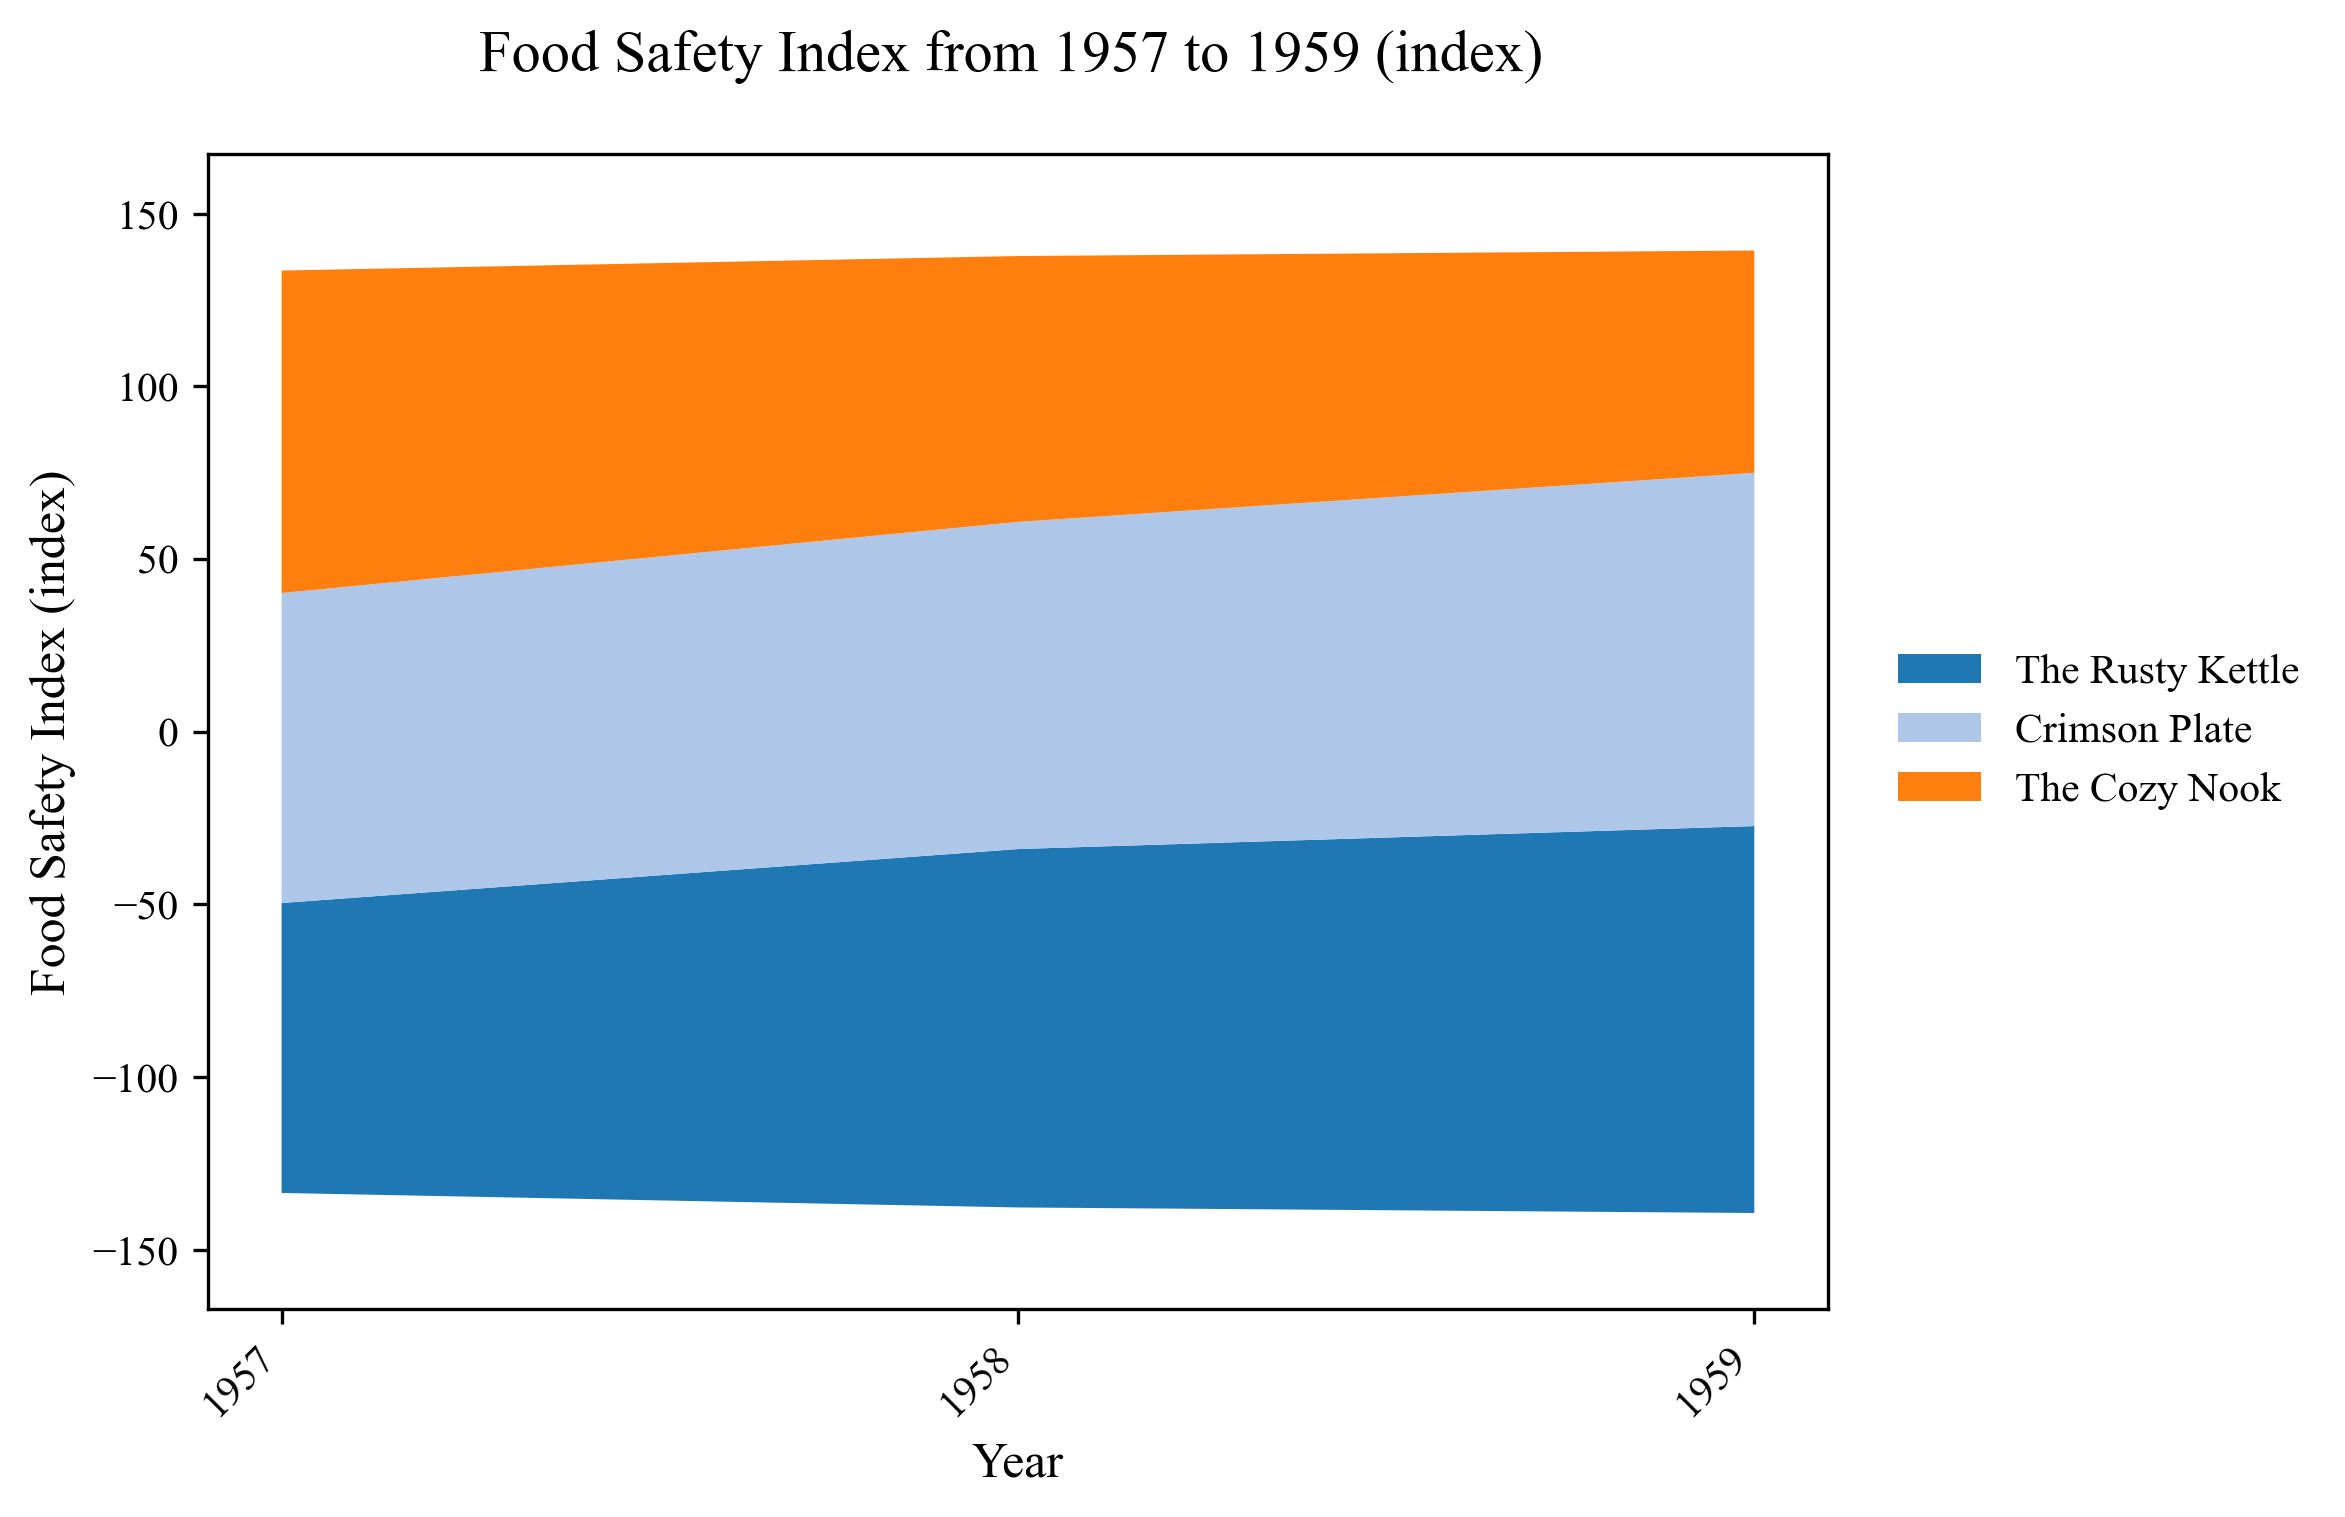 Food Safety Index from 1957 to 1959 (index)
Food Safety Index (index)
150
100
50
0
−50
−100
−150
1957
1958
1959
Year
The Rusty Kettle
Crimson Plate
The Cozy Nook